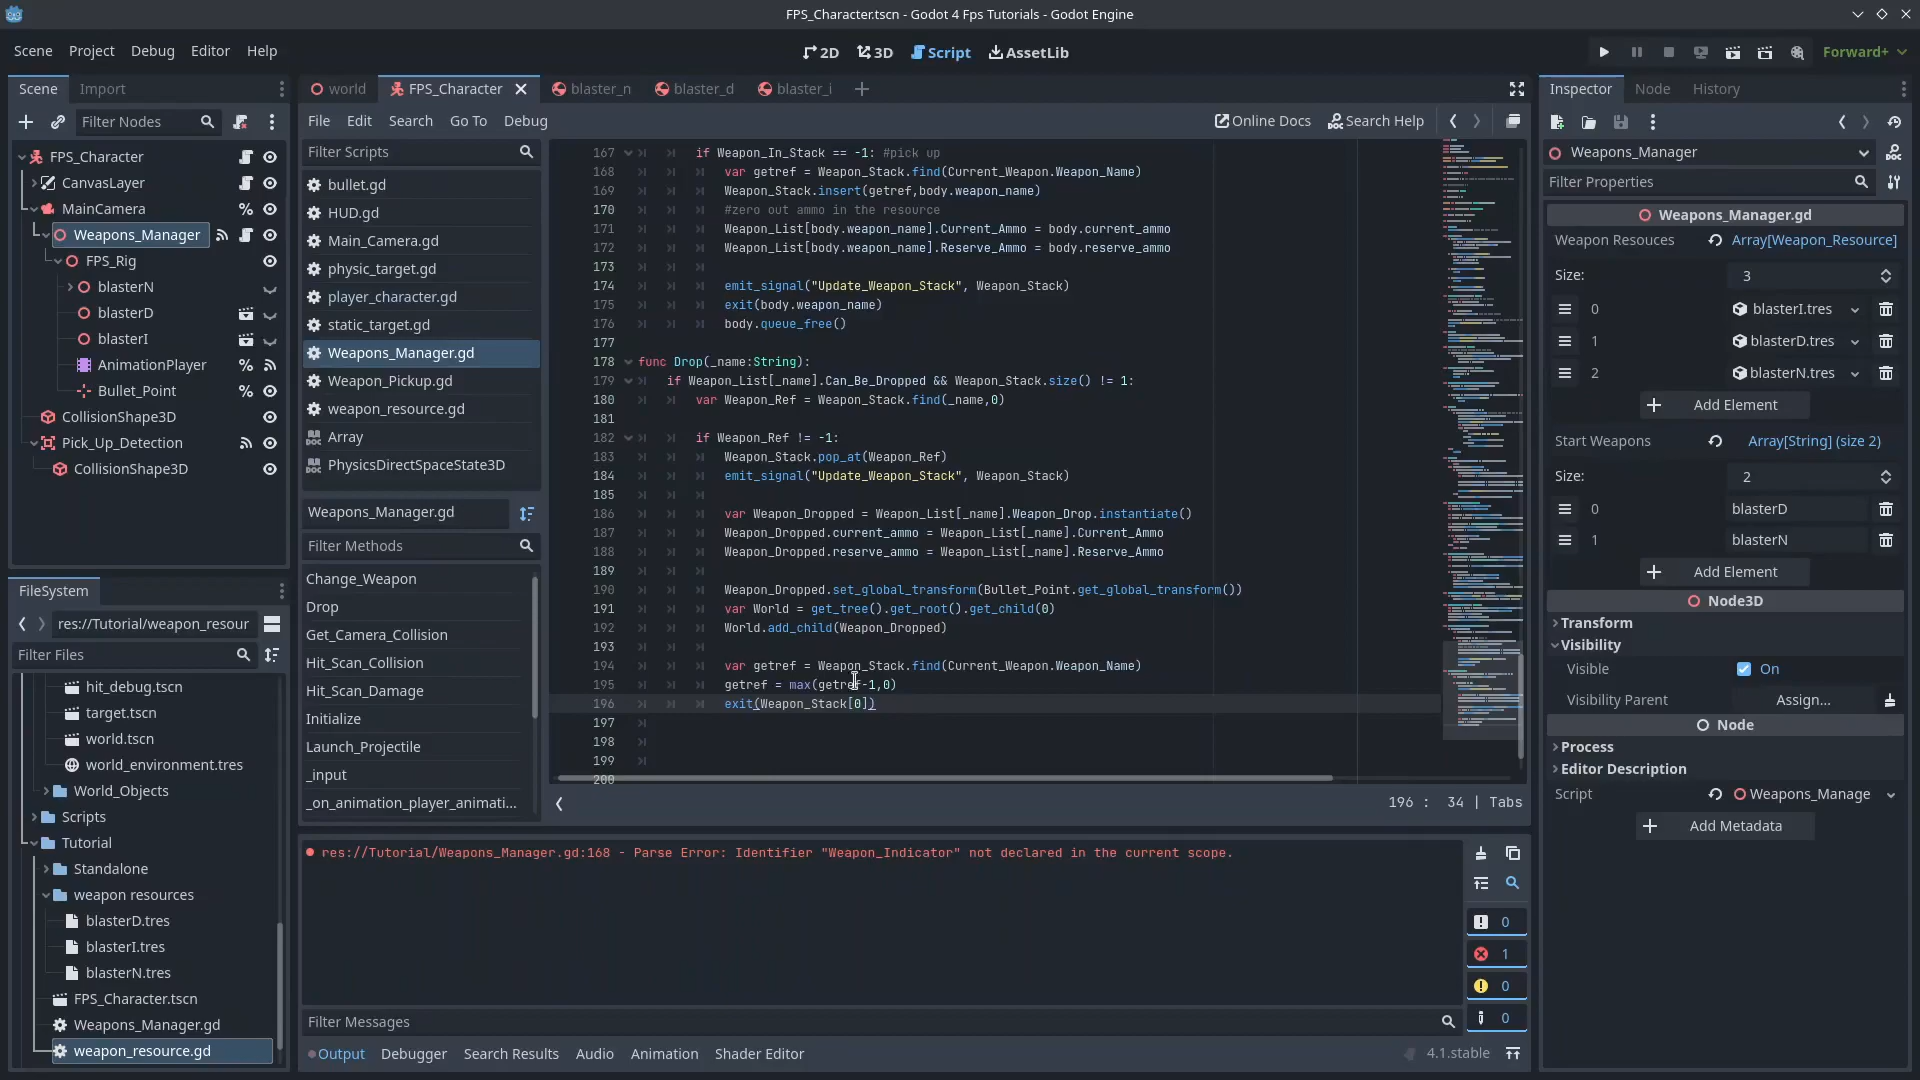 FPS_Character.tscn - Godot 4 Fps Tutorials - Godot Engine
Scene Project Debug Editor Help
2D 3D Script AssetLib
Forward+
Scene Import
Filter Nodes
FPS_Character
CanvasLayer
MainCamera
Weapons_Manager
FPS_Rig
blasterN
blasterD
blasterI
AnimationPlayer
Bullet_Point
CollisionShape3D
Pick_Up_Detection
CollisionShape3D
FileSystem
res://Tutorial/weapon_resour
Filter Files
hit_debug.tscn
target.tscn
world.tscn
world_environment.tres
World_Objects
Scripts
Tutorial
Standalone
weapon resources
blasterD.tres
blasterI.tres
blasterN.tres
FPS_Character.tscn
Weapons_Manager.gd
weapon_resource.gd
world FPS_Character blaster_n blaster_d blaster_i
File Edit Search Go To Debug
Online Docs Search Help
Filter Scripts
bullet.gd
HUD.gd
Main_Camera.gd
physic_target.gd
player_character.gd
static_target.gd
Weapons_Manager.gd
Weapon_Pickup.gd
weapon_resource.gd
Array
PhysicsDirectSpaceState3D
Weapons_Manager.gd
Filter Methods
Change_Weapon
Drop
Get_Camera_Collision
Hit_Scan_Collision
Hit_Scan_Damage
Initialize
Launch_Projectile
_input
_on_animation_player_animati...
167 if Weapon_In_Stack == -1: #pick up
168 var getref = Weapon_Stack.find(Current_Weapon.Weapon_Name)
169 Weapon_Stack.insert(getref,body.weapon_name)
170 #zero out ammo in the resource
171 Weapon_List[body.weapon_name].Current_Ammo = body.current_ammo
172 Weapon_List[body.weapon_name].Reserve_Ammo = body.reserve_ammo
173
174 emit_signal("Update_Weapon_Stack", Weapon_Stack)
175 exit(body.weapon_name)
176 body.queue_free()
177
178 func Drop(_name:String):
179 if Weapon_List[_name].Can_Be_Dropped && Weapon_Stack.size() != 1:
180 var Weapon_Ref = Weapon_Stack.find(_name,0)
181
182 if Weapon_Ref != -1:
183 Weapon_Stack.pop_at(Weapon_Ref)
184 emit_signal("Update_Weapon_Stack", Weapon_Stack)
185
186 var Weapon_Dropped = Weapon_List[_name].Weapon_Drop.instantiate()
187 Weapon_Dropped.current_ammo = Weapon_List[_name].Current_Ammo
188 Weapon_Dropped.reserve_ammo = Weapon_List[_name].Reserve_Ammo
189
190 Weapon_Dropped.set_global_transform(Bullet_Point.get_global_transform())
191 var World = get_tree().get_root().get_child(0)
192 World.add_child(Weapon_Dropped)
193
194 var getref = Weapon_Stack.find(Current_Weapon.Weapon_Name)
195 getref = max(getref-1,0)
196 exit(Weapon_Stack[0])
197
198
199
200
196 : 34 | Tabs
res://Tutorial/Weapons_Manager.gd:168 - Parse Error: Identifier "Weapon_Indicator" not declared in the current scope.
0
1
0
0
Filter Messages
Output Debugger Search Results Audio Animation Shader Editor
4.1.stable
Inspector Node History
Weapons_Manager
Filter Properties
Weapons_Manager.gd
Weapon Resouces Array[Weapon_Resource]
Size: 3
0 blasterI.tres
1 blasterD.tres
2 blasterN.tres
Add Element
Start Weapons Array[String] (size 2)
Size: 2
0 blasterD
1 blasterN
Add Element
Node3D
Transform
Visibility
Visible On
Visibility Parent Assign...
Node
Process
Editor Description
Script Weapons_Manage
Add Metadata